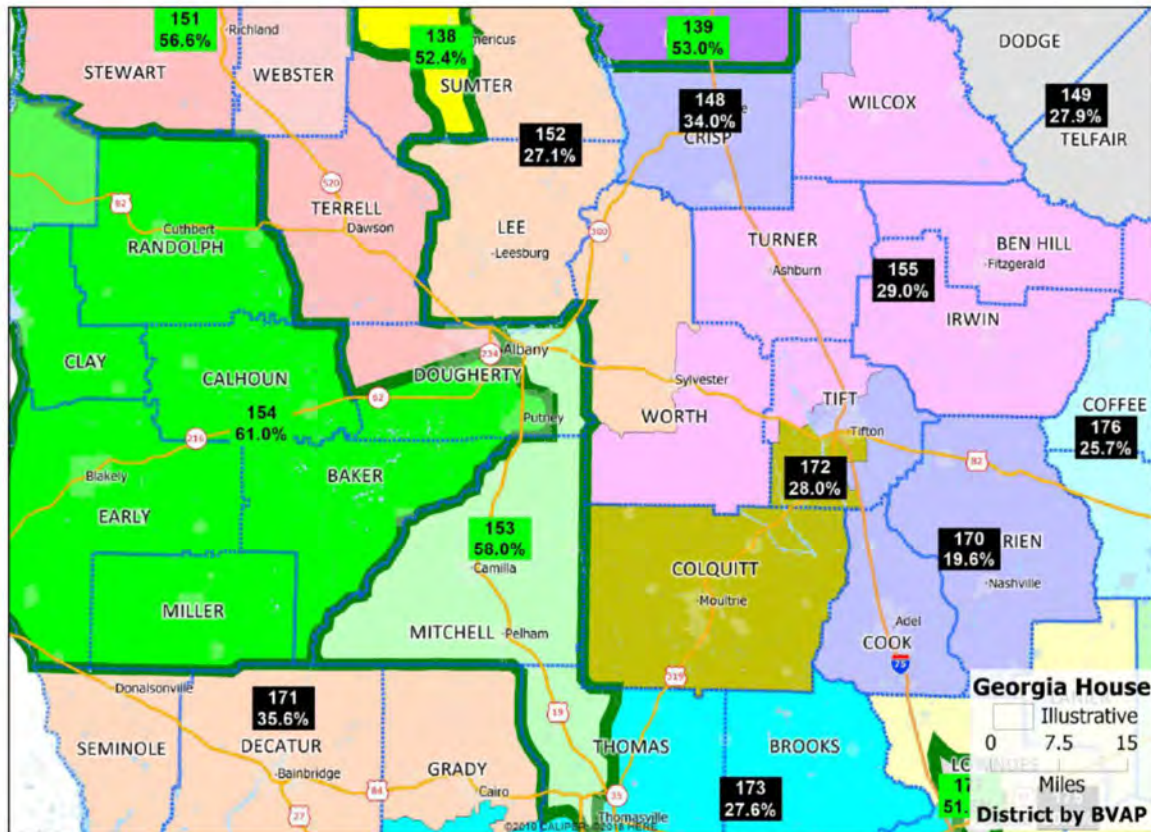 151
56.6%
Richland
STEWART
WEBSTER
138
52.4%
mericus
SUMTER
139
53.0%
DODGE
148
34.0%
CRISP
WILCOX
149
27.9%
TELFAIR
152
27.1%
520
82
Cuthbert
RANDOLPH
TERRELL
Dawson
LEE
Leesburg
300
TURNER
Ashburn
BEN HILL
Fitzgerald
155
29.0%
IRWIN
CLAY
CALHOUN
234
Albany
DOUGHERTY
62
Putney
Sylvester
WORTH
TIFT
Tifton
COFFEE
176
25.7%
154
61.0%
216
Blakely
EARLY
BAKER
172
28.0%
82
153
58.0%
Camilla
COLQUITT
Moultrie
170
19.6%
RIEN
Nashville
MILLER
MITCHELL
Pelham
Adel
COOK
75
319
Donalsonville
171
35.6%
SEMINOLE
DECATUR
Bainbridge
84
27
GRADY
Cairo
19
THOMAS
35
Thomasville
BROOKS
173
27.6%
Georgia House
Illustrative
0 7.5 15
Miles
District by BVAP
17
51.
©2010 CALIPER, ©2018 HERE